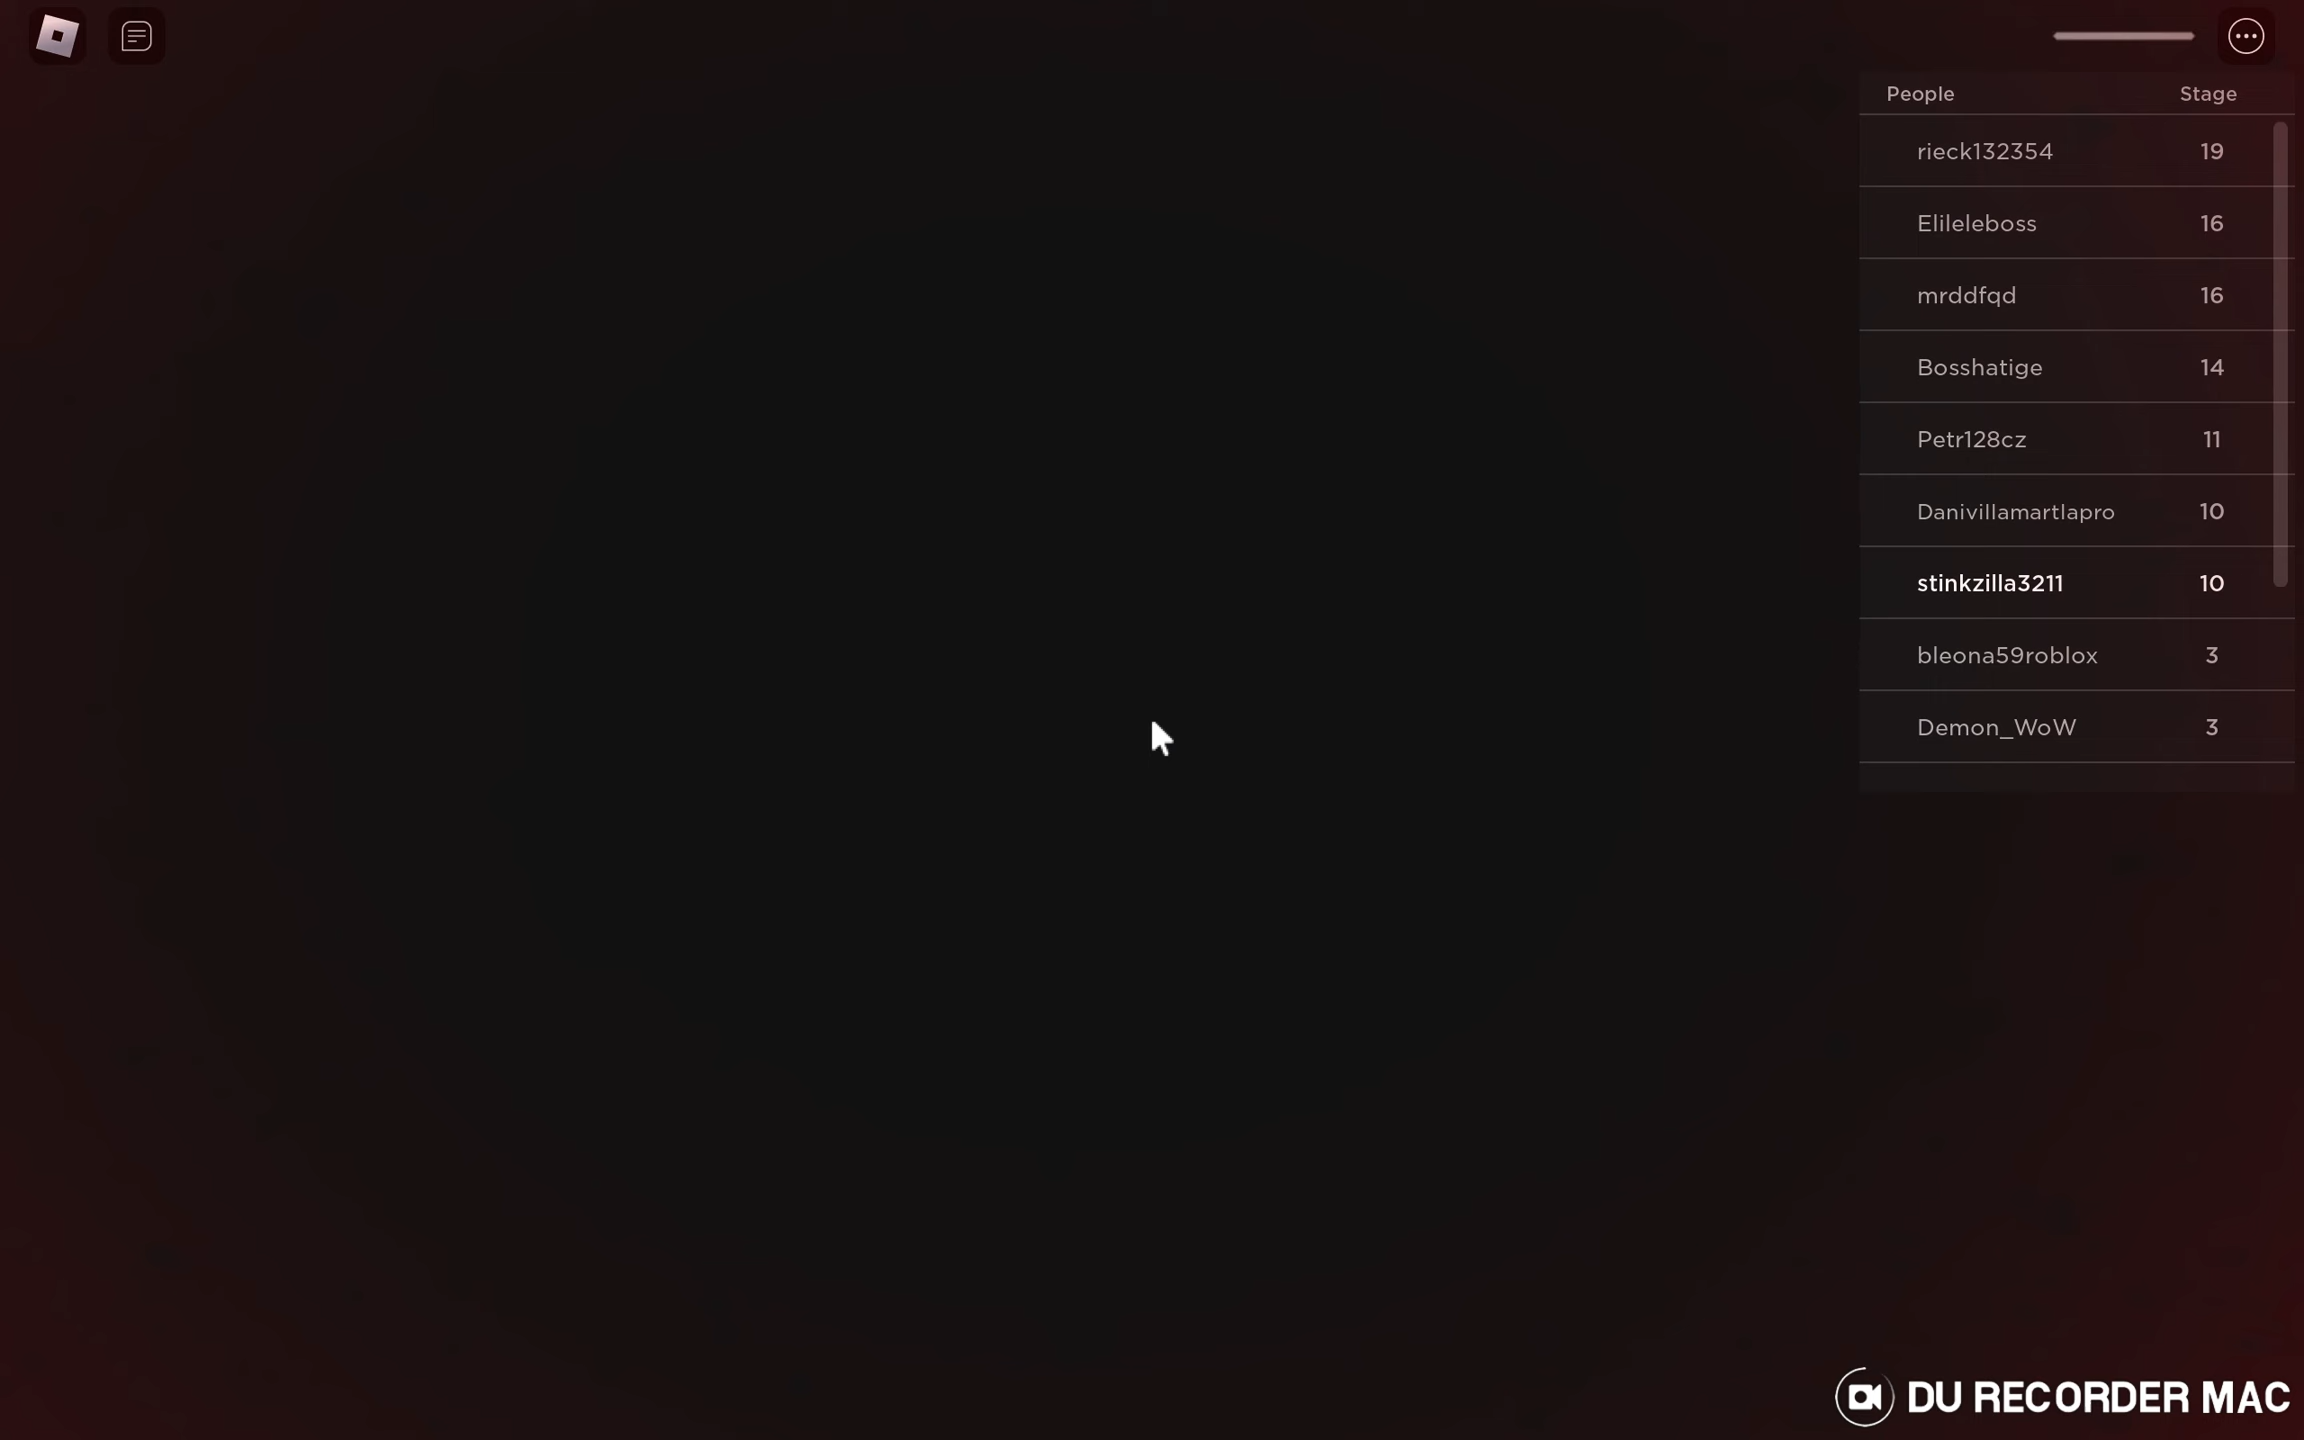 People Stage
rieck132354 19
Elileleboss 16
mrddfqd 16
Bosshatige 14
Petr128cz 11
Danivillamartlapro 10
stinkzilla3211 10
bleona59roblox 3
Demon_WoW 3
DU RECORDER MAC